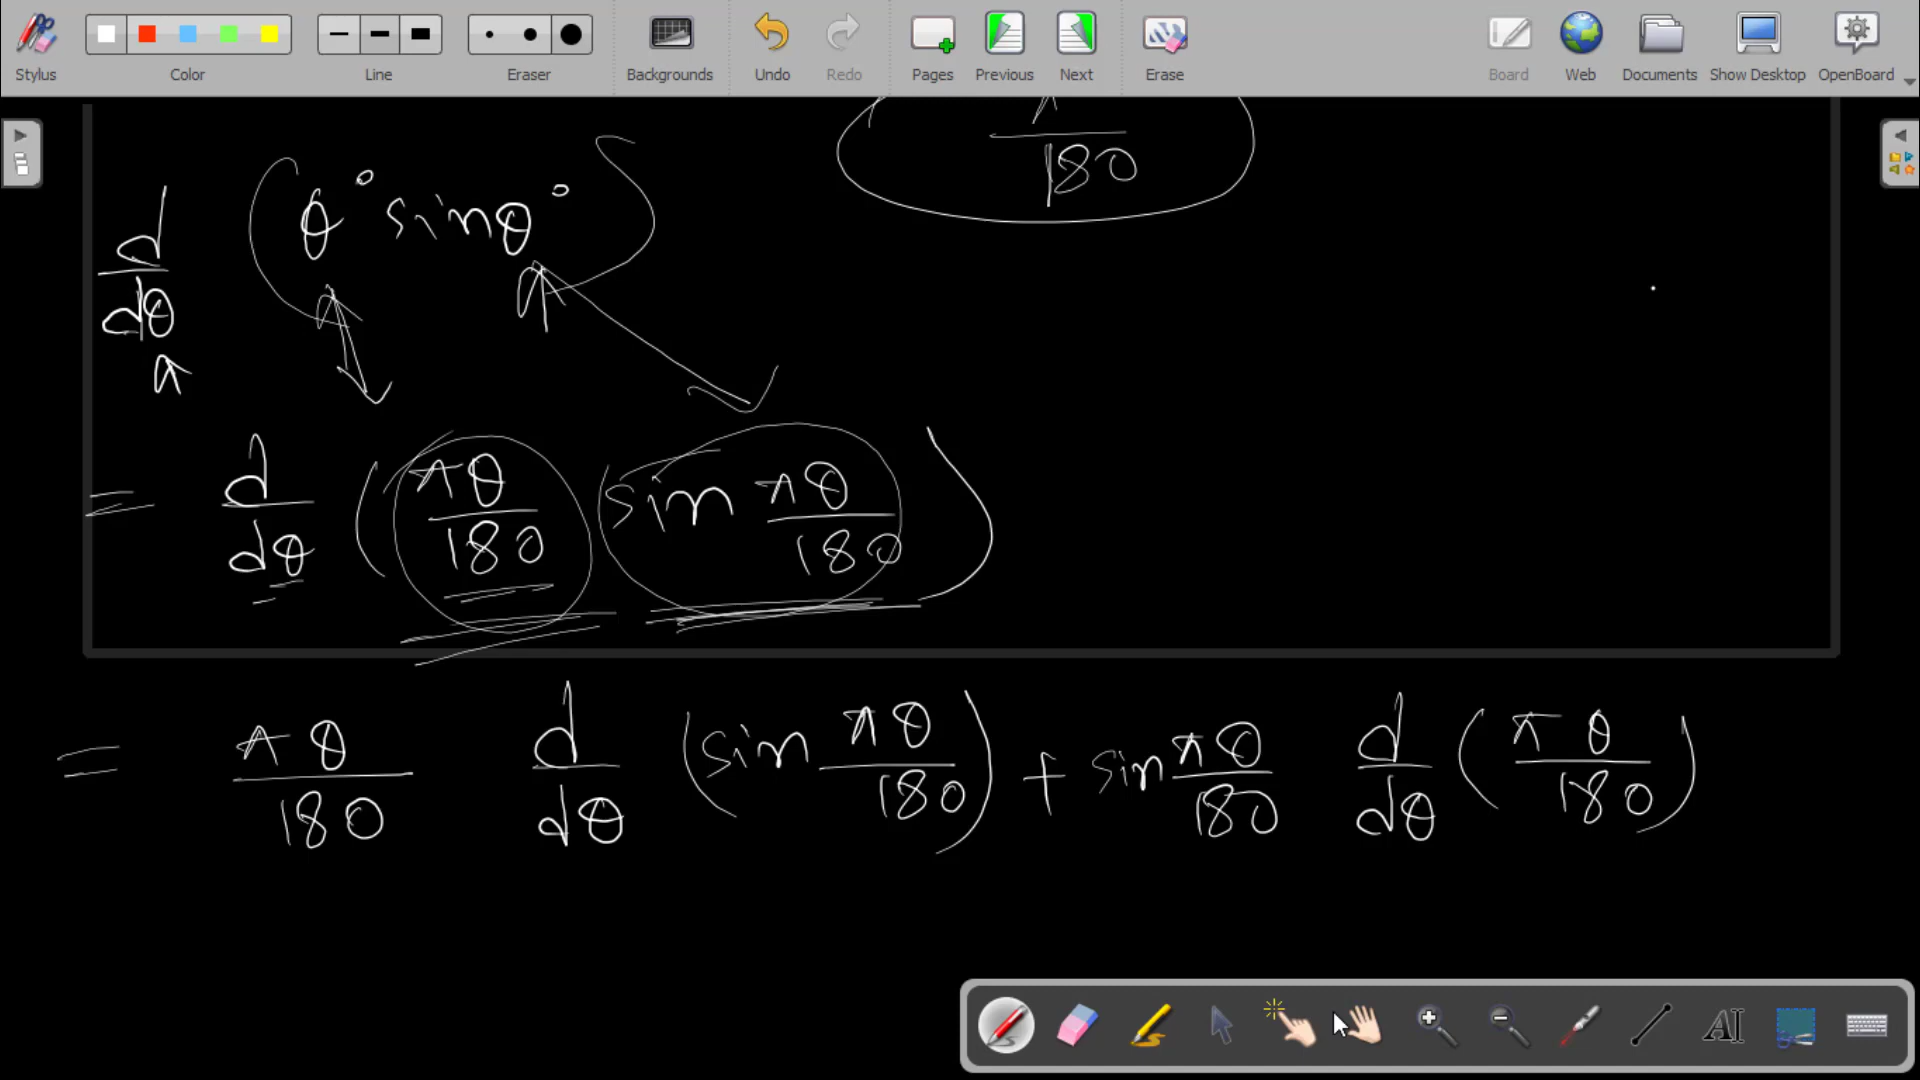 Stylus Color Line Eraser Backgrounds Undo Redo Pages Previous Next Erase Board Web Documents Show Desktop OpenBoard
π/180
d/dθ (θ° sinθ°)
= d/dθ (πθ/180 sin πθ/180)
= πθ/180 d/dθ (sin πθ/180) + sin πθ/180 d/dθ (πθ/180)
AI